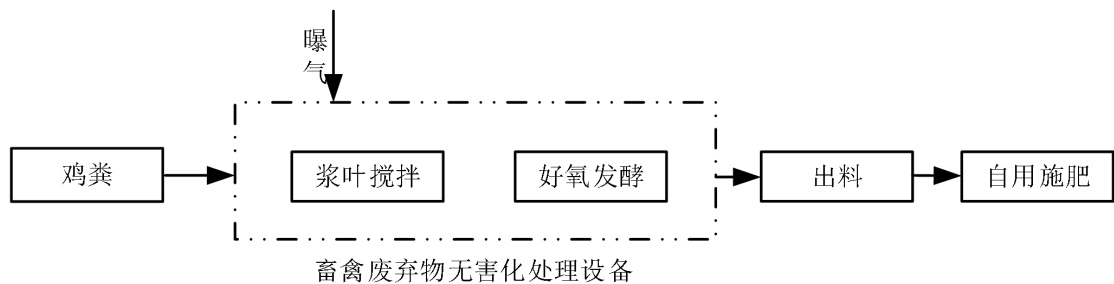 曝
气
鸡粪
浆叶搅拌
好氧发酵
出料
自用施肥
畜禽废弃物无害化处理设备